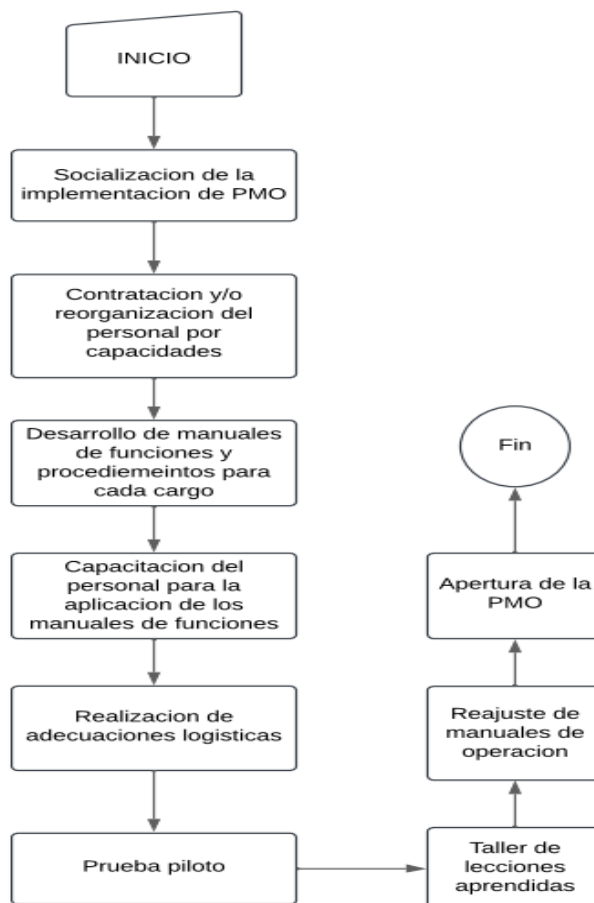 INICIO
Socializacion de la
implementacion de PMO
Contratacion y/o
reorganizacion del
personal por
capacidades
Desarrollo de manuales
de funciones y
procediemeintos para
cada cargo
Capacitacion del
personal para la
aplicacion de los
manuales de funciones
Realizacion de
adecuaciones logisticas
Prueba piloto
Taller de
lecciones
aprendidas
Reajuste de
manuales de
operacion
Apertura de la
PMO
Fin